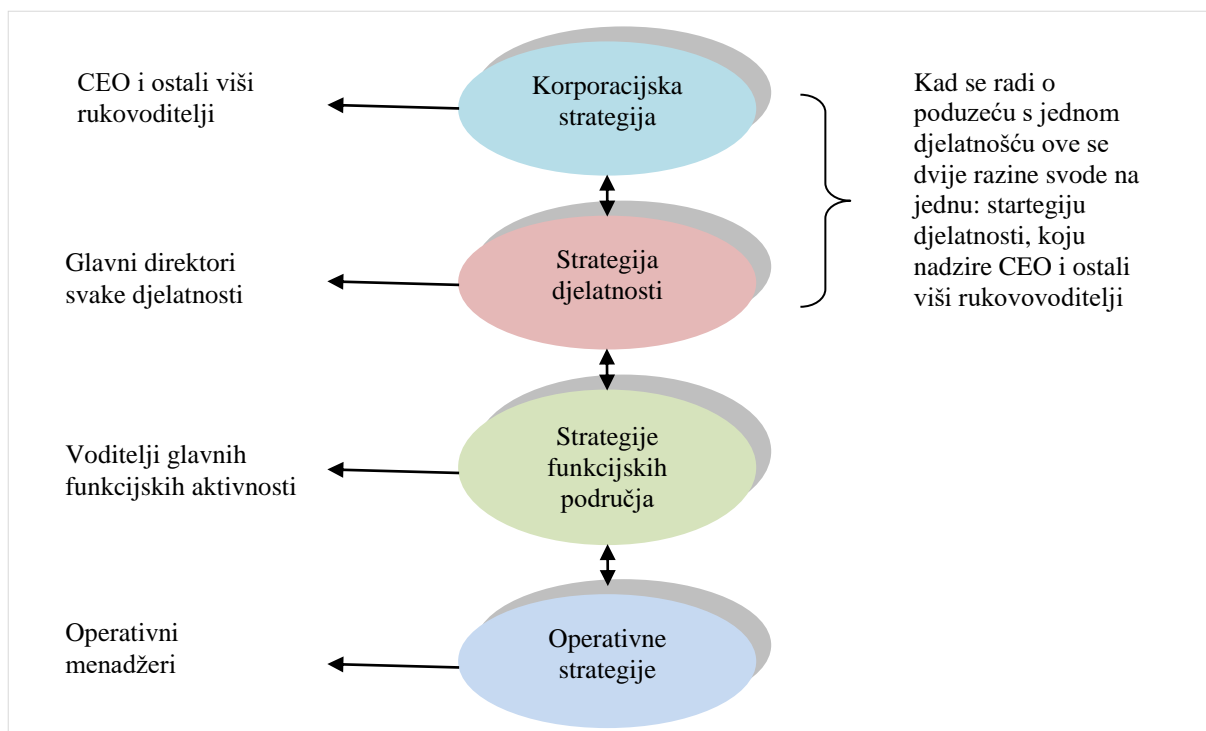 CEO i ostali viši
rukovoditelji
Korporacijska
strategija
Kad se radi o
poduzeću s jednom
djelatnošću ove se
dvije razine svode na
jednu: startegiju
djelatnosti, koju
nadzire CEO i ostali
viši rukovovoditelji
Glavni direktori
svake djelatnosti
Strategija
djelatnosti
Voditelji glavnih
funkcijskih aktivnosti
Strategije
funkcijskih
područja
Operativni
menadžeri
Operativne
strategije